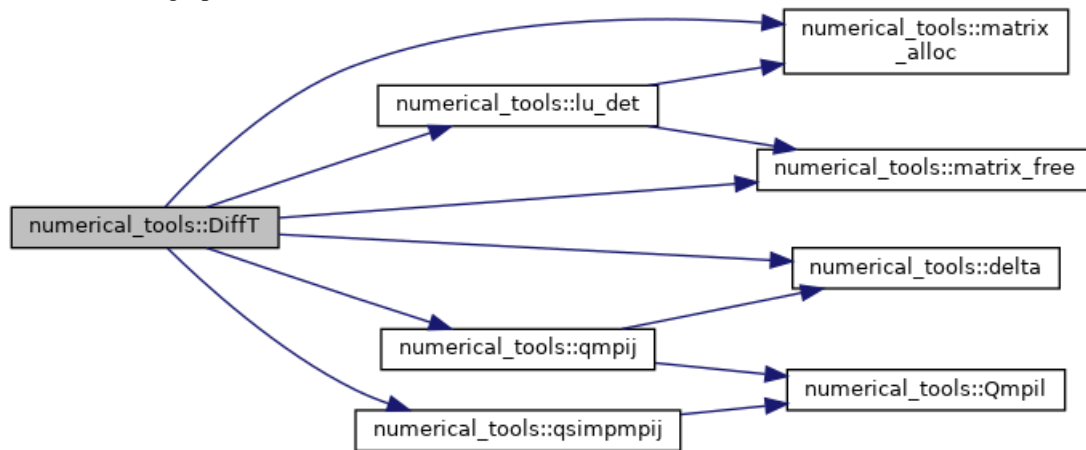 numerical_tools::matrix
_alloc
numerical_tools::lu_det
numerical_tools::matrix_free
numerical_tools::DiffT
numerical_tools::delta
numerical_tools::qmpij
numerical_tools::Qmpil
numerical_tools::qsimpmpij